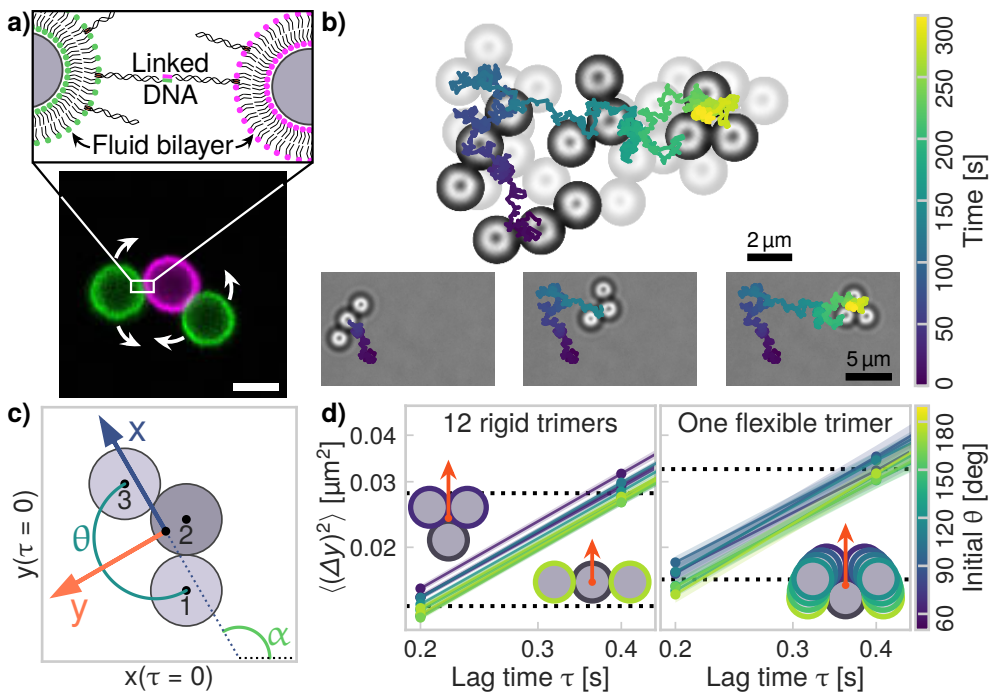 a)
Linked
DNA
Fluid bilayer
b)
2 µm
5 µm
0
50
100
150
200
250
300
Time [s]
c)
x
y
3
2
1
θ
α
y(τ = 0)
x(τ = 0)
d)
12 rigid trimers
One flexible trimer
⟨(Δy)²⟩ [µm²]
0.04
0.03
0.02
0.2
0.3
0.4
0.2
0.3
0.4
Lag time τ [s]
Lag time τ [s]
60
90
120
150
180
Initial θ [deg]